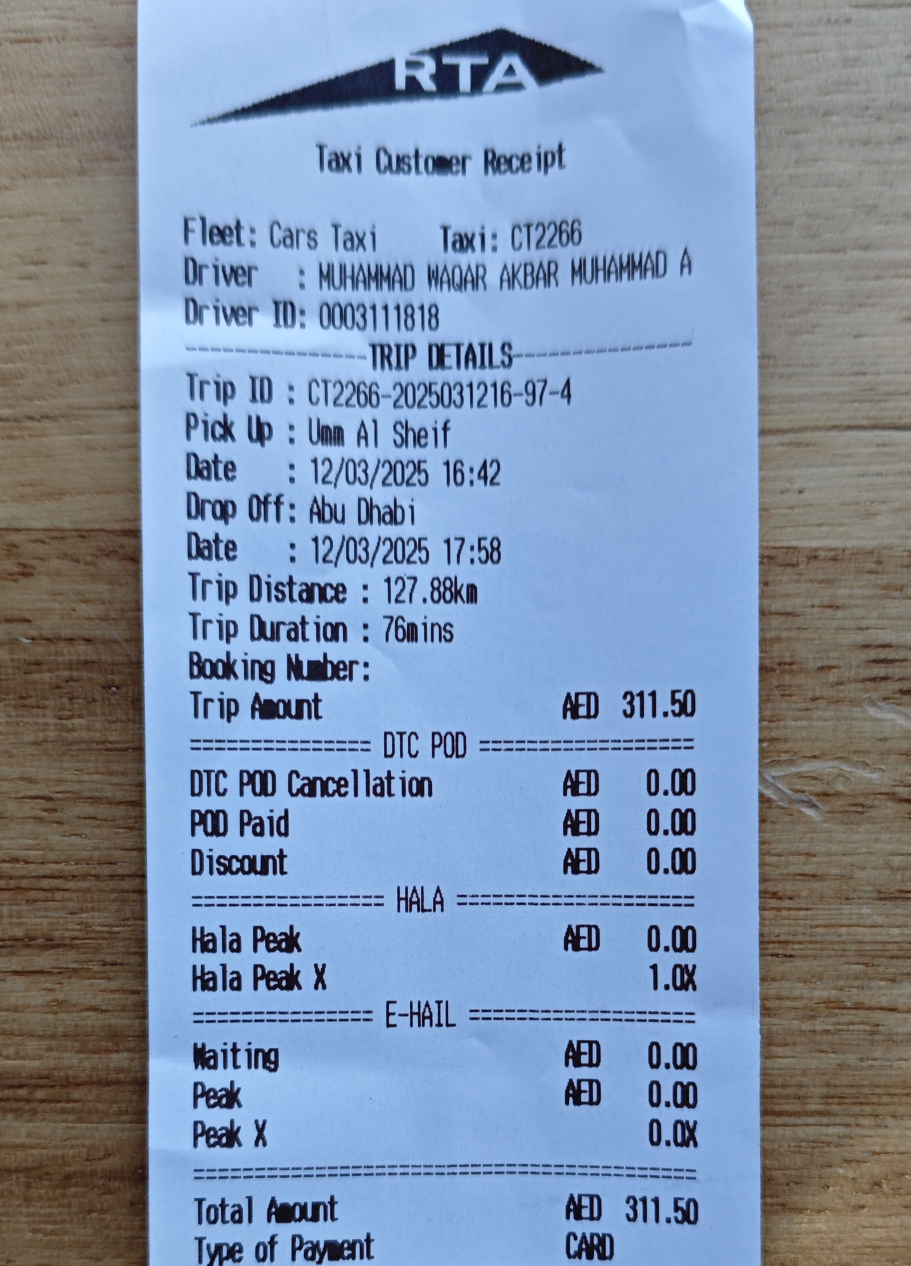 RTA
Taxi Customer Receipt
Fleet: Cars Taxi Taxi: CT2266
Driver : MUHAMMAD WAQAR AKBAR MUHAMMAD A
Driver ID: 0003111818
---------------TRIP DETAILS---------------
Trip ID : CT2266-2025031216-97-4
Pick Up : Umm Al Sheif
Date : 12/03/2025 16:42
Drop Off: Abu Dhabi
Date : 12/03/2025 17:58
Trip Distance : 127.88km
Trip Duration : 76mins
Booking Number:
Trip Amount AED 311.50
=============== DTC POD ==================
DTC POD Cancellation AED 0.00
POD Paid AED 0.00
Discount AED 0.00
================ HALA ====================
Hala Peak AED 0.00
Hala Peak X 1.0X
=============== E-HAIL ===================
Waiting AED 0.00
Peak AED 0.00
Peak X 0.0X
==========================================
Total Amount AED 311.50
Type of Payment CARD